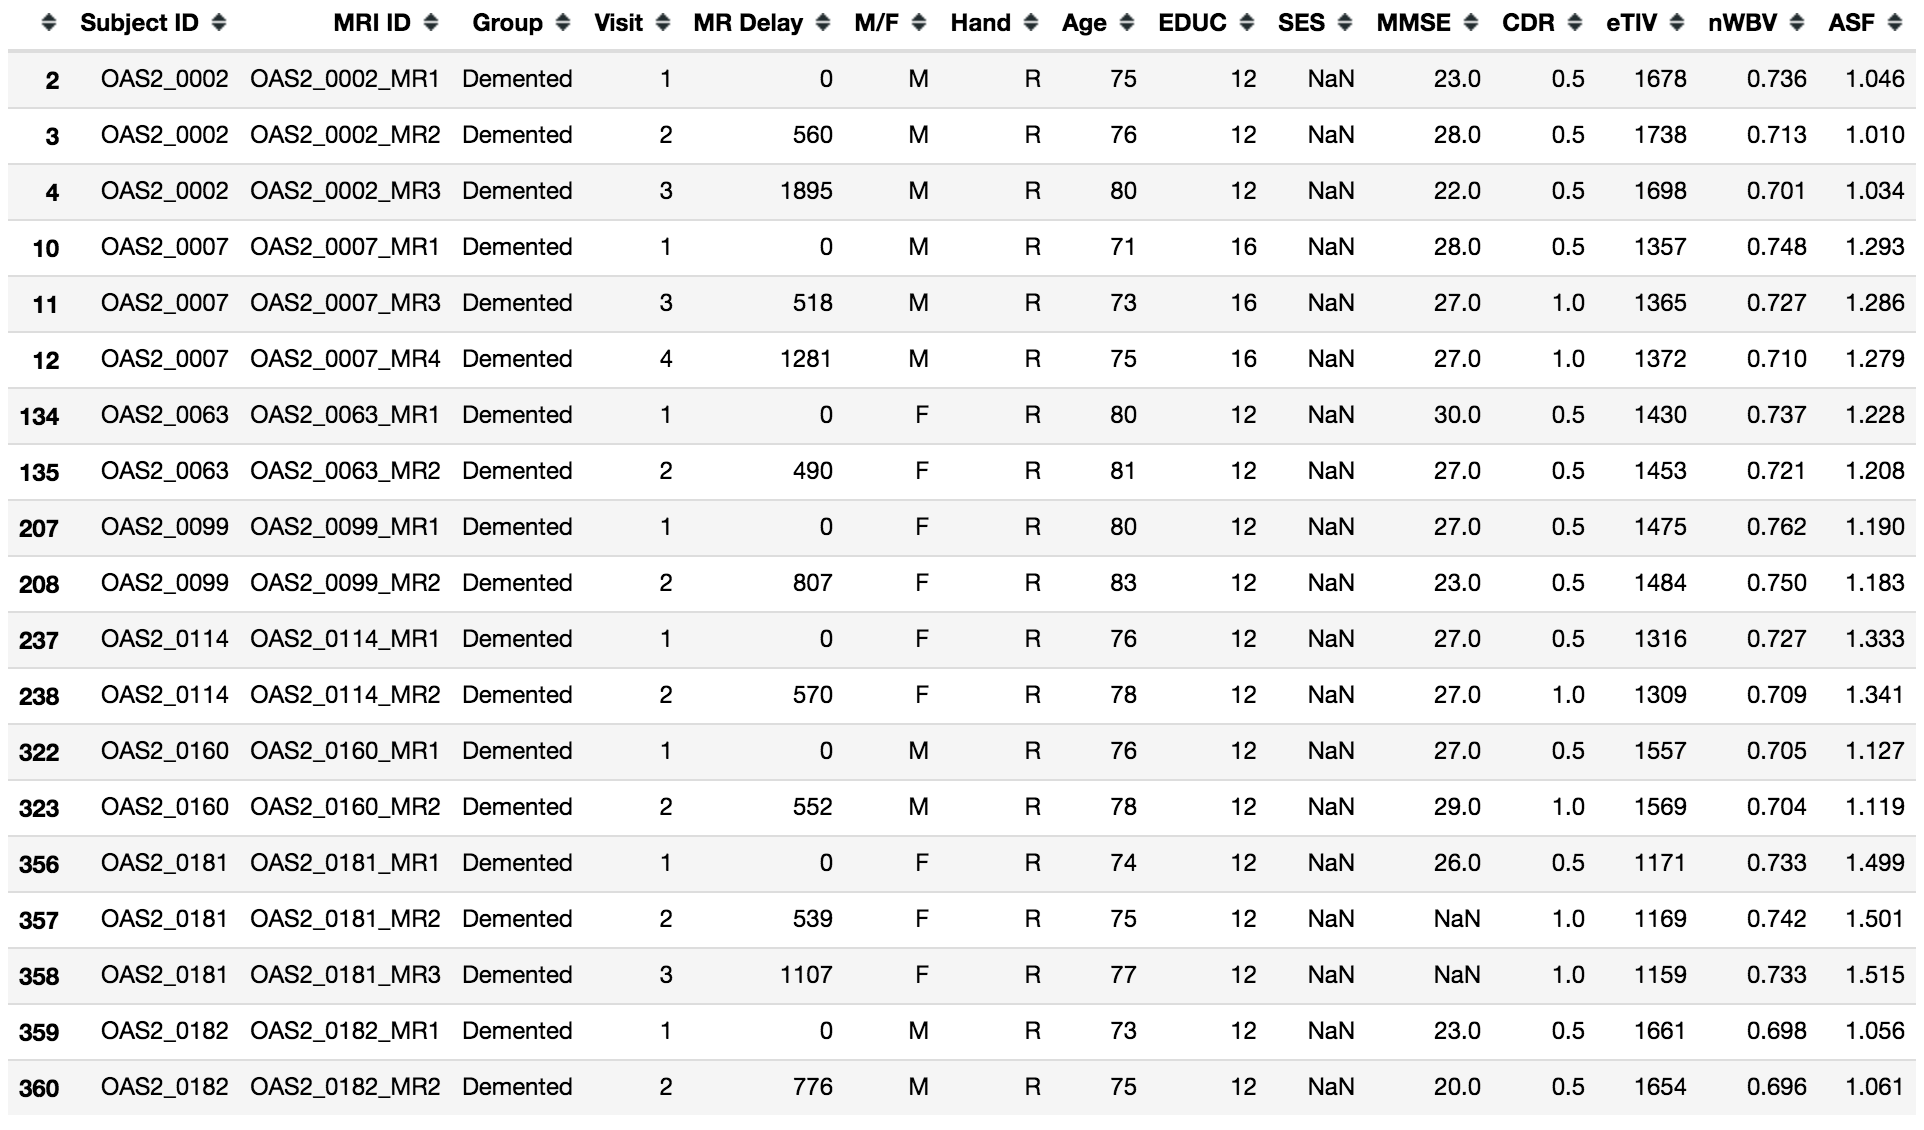 Subject ID MRI ID Group Visit MR Delay M/F Hand Age EDUC SES MMSE CDR eTIV nWBV ASF
2 OAS2_0002 OAS2_0002_MR1 Demented 1 0 M R 75 12 NaN 23.0 0.5 1678 0.736 1.046
3 OAS2_0002 OAS2_0002_MR2 Demented 2 560 M R 76 12 NaN 28.0 0.5 1738 0.713 1.010
4 OAS2_0002 OAS2_0002_MR3 Demented 3 1895 M R 80 12 NaN 22.0 0.5 1698 0.701 1.034
10 OAS2_0007 OAS2_0007_MR1 Demented 1 0 M R 71 16 NaN 28.0 0.5 1357 0.748 1.293
11 OAS2_0007 OAS2_0007_MR3 Demented 3 518 M R 73 16 NaN 27.0 1.0 1365 0.727 1.286
12 OAS2_0007 OAS2_0007_MR4 Demented 4 1281 M R 75 16 NaN 27.0 1.0 1372 0.710 1.279
134 OAS2_0063 OAS2_0063_MR1 Demented 1 0 F R 80 12 NaN 30.0 0.5 1430 0.737 1.228
135 OAS2_0063 OAS2_0063_MR2 Demented 2 490 F R 81 12 NaN 27.0 0.5 1453 0.721 1.208
207 OAS2_0099 OAS2_0099_MR1 Demented 1 0 F R 80 12 NaN 27.0 0.5 1475 0.762 1.190
208 OAS2_0099 OAS2_0099_MR2 Demented 2 807 F R 83 12 NaN 23.0 0.5 1484 0.750 1.183
237 OAS2_0114 OAS2_0114_MR1 Demented 1 0 F R 76 12 NaN 27.0 0.5 1316 0.727 1.333
238 OAS2_0114 OAS2_0114_MR2 Demented 2 570 F R 78 12 NaN 27.0 1.0 1309 0.709 1.341
322 OAS2_0160 OAS2_0160_MR1 Demented 1 0 M R 76 12 NaN 27.0 0.5 1557 0.705 1.127
323 OAS2_0160 OAS2_0160_MR2 Demented 2 552 M R 78 12 NaN 29.0 1.0 1569 0.704 1.119
356 OAS2_0181 OAS2_0181_MR1 Demented 1 0 F R 74 12 NaN 26.0 0.5 1171 0.733 1.499
357 OAS2_0181 OAS2_0181_MR2 Demented 2 539 F R 75 12 NaN NaN 1.0 1169 0.742 1.501
358 OAS2_0181 OAS2_0181_MR3 Demented 3 1107 F R 77 12 NaN NaN 1.0 1159 0.733 1.515
359 OAS2_0182 OAS2_0182_MR1 Demented 1 0 M R 73 12 NaN 23.0 0.5 1661 0.698 1.056
360 OAS2_0182 OAS2_0182_MR2 Demented 2 776 M R 75 12 NaN 20.0 0.5 1654 0.696 1.061